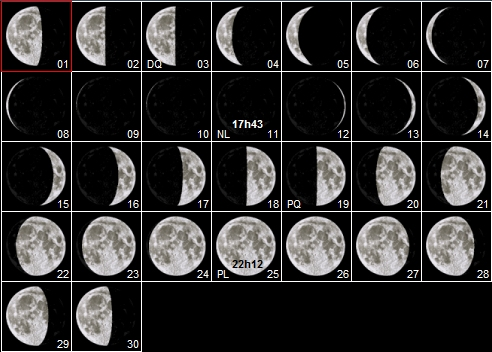 01 02 DQ 03 04 05 06 07
08 09 10 NL 17h43 11 12 13 14
15 16 17 18 PQ 19 20 21
22 23 24 PL 22h12 25 26 27 28
29 30